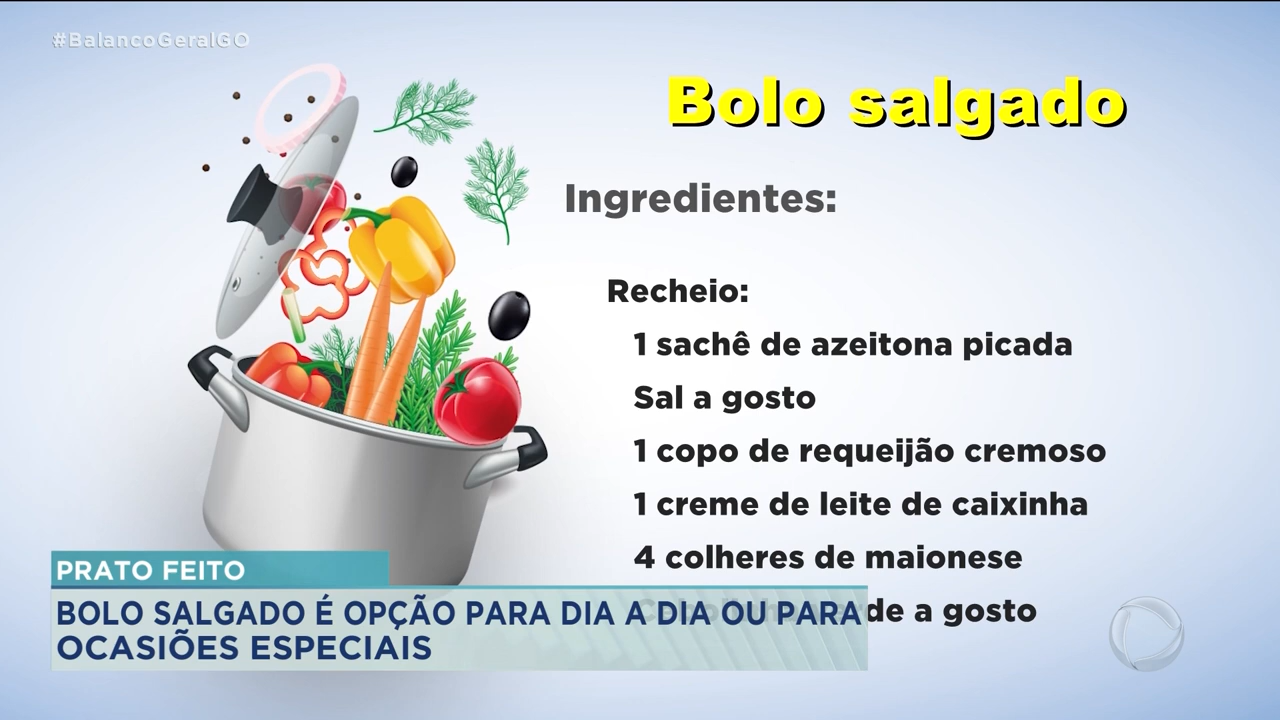 #BalancoGeralGO
Bolo salgado
Ingredientes:
Recheio:
1 sachê de azeitona picada
Sal a gosto
1 copo de requeijão cremoso
1 creme de leite de caixinha
4 colheres de maionese
de a gosto
PRATO FEITO
BOLO SALGADO É OPÇÃO PARA DIA A DIA OU PARA
OCASIÕES ESPECIAIS